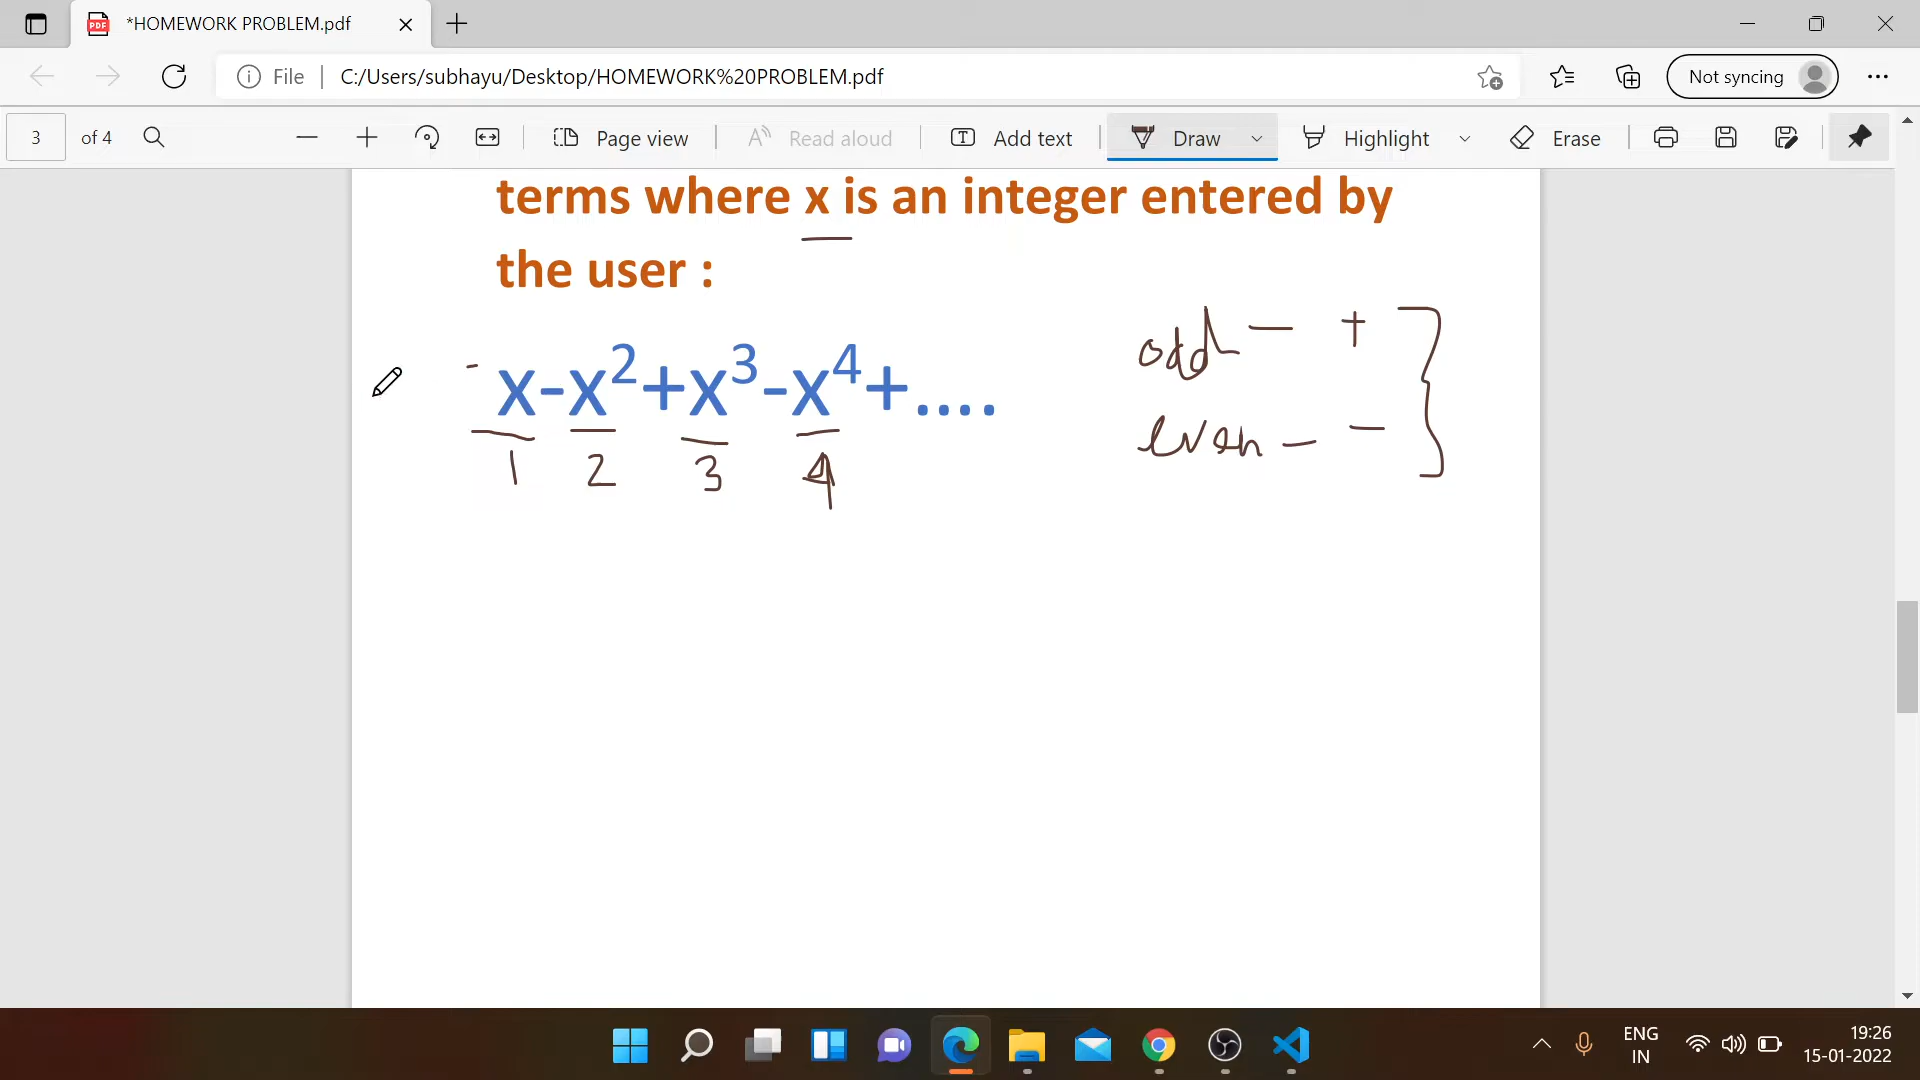 *HOMEWORK PROBLEM.pdf
File C:/Users/subhayu/Desktop/HOMEWORK%20PROBLEM.pdf Not syncing
3 of 4 Page view Read aloud Add text Draw Highlight Erase
terms where x is an integer entered by
the user :
x-x²+x³-x⁴+....
1 2 3 4
odd — +
even — —
ENG 19:26
IN 15-01-2022